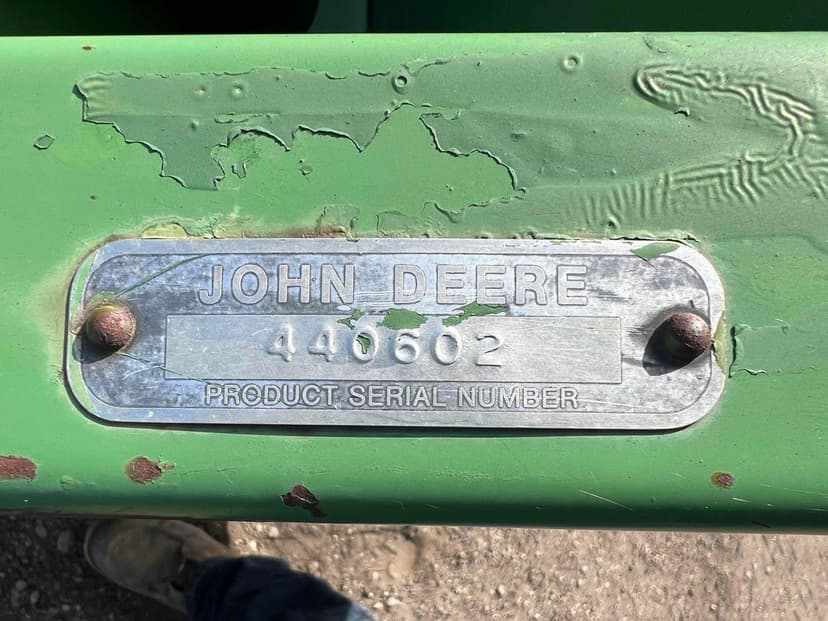 JOHN DEERE
440602
PRODUCT SERIAL NUMBER